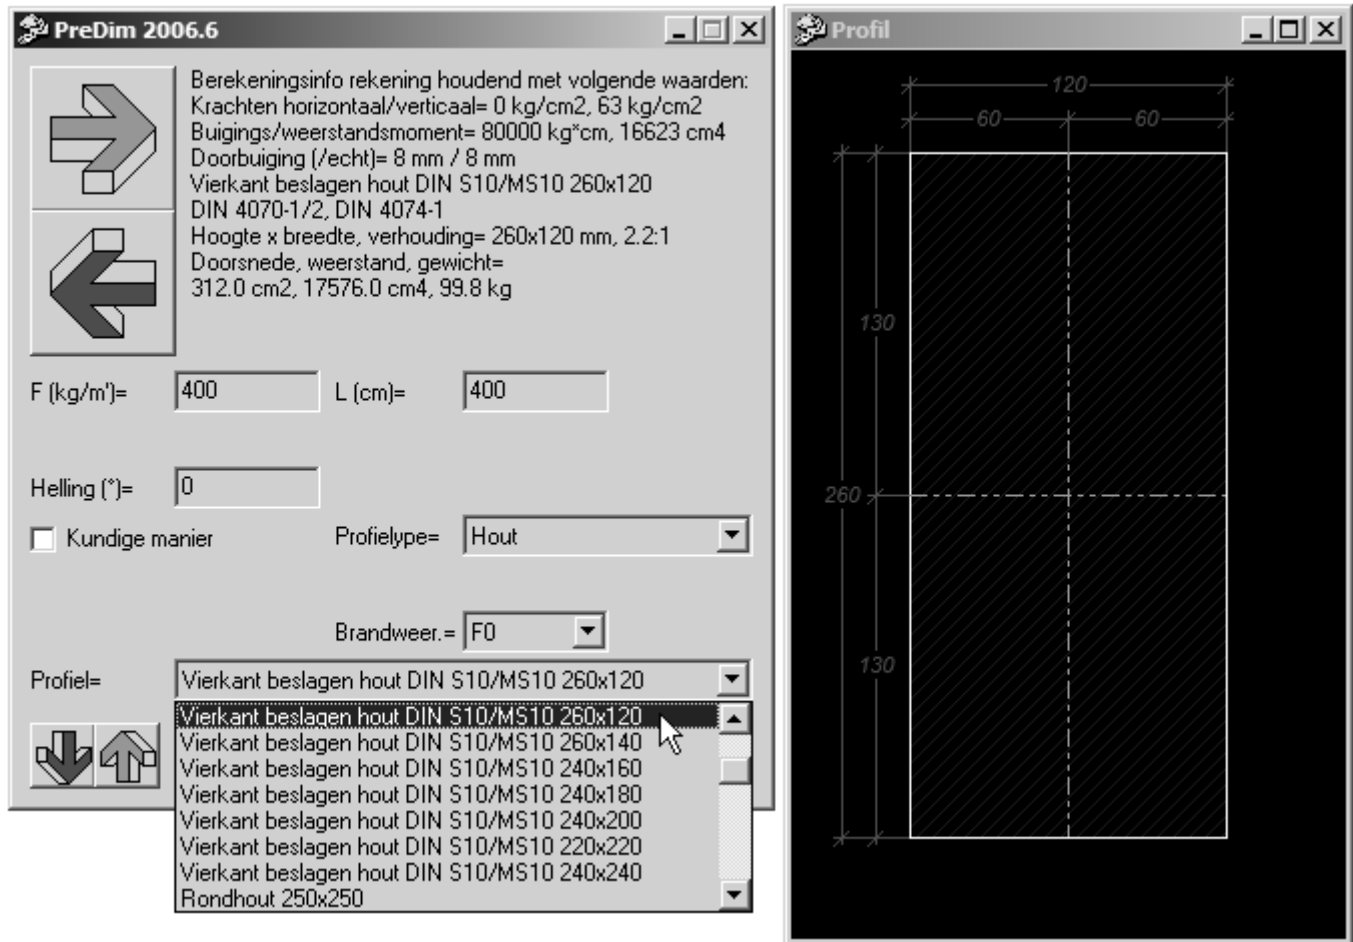 PreDim 2006.6
Berekeningsinfo rekening houdend met volgende waarden:
Krachten horizontaal/verticaal= 0 kg/cm2, 63 kg/cm2
Buigings/weerstandsmoment= 80000 kg*cm, 16623 cm4
Doorbuiging (/echt)= 8 mm / 8 mm
Vierkant beslagen hout DIN S10/MS10 260x120
DIN 4070-1/2, DIN 4074-1
Hoogte x breedte, verhouding= 260x120 mm, 2.2:1
Doorsnede, weerstand, gewicht=
312.0 cm2, 17576.0 cm4, 99.8 kg
F (kg/m')= 400 L (cm)= 400
Helling (°)= 0
Kundige manier Profielype= Hout
Brandweer.= F0
Profiel= Vierkant beslagen hout DIN S10/MS10 260x120
Vierkant beslagen hout DIN S10/MS10 260x120
Vierkant beslagen hout DIN S10/MS10 260x140
Vierkant beslagen hout DIN S10/MS10 240x160
Vierkant beslagen hout DIN S10/MS10 240x180
Vierkant beslagen hout DIN S10/MS10 240x200
Vierkant beslagen hout DIN S10/MS10 220x220
Vierkant beslagen hout DIN S10/MS10 240x240
Rondhout 250x250
Profil
120
60 60
130
260
130